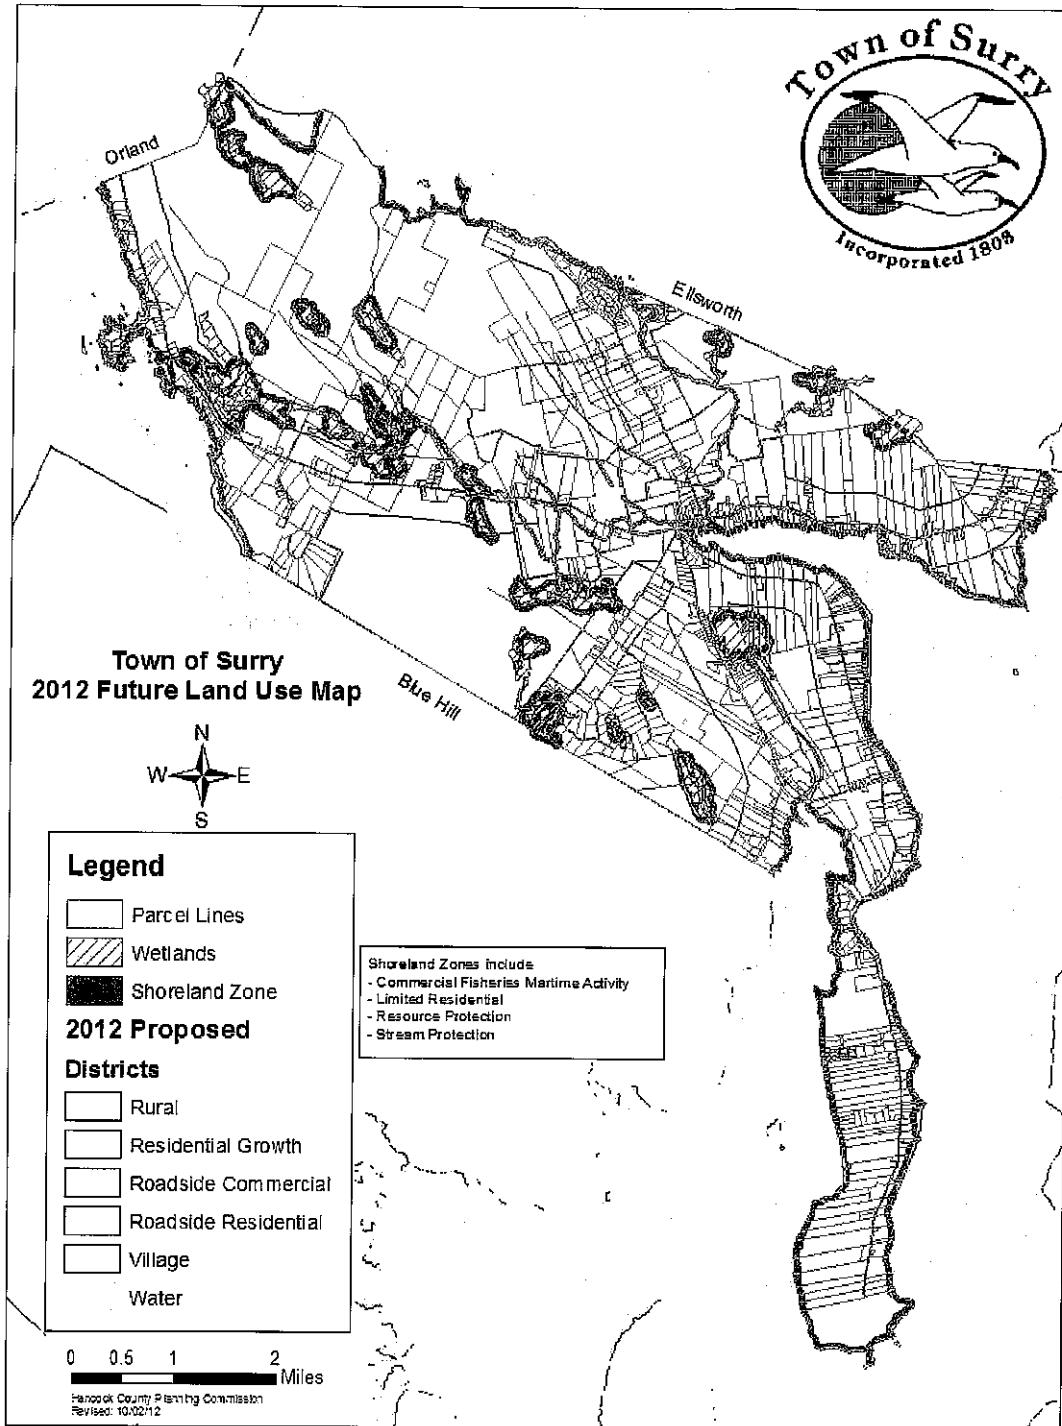 Town of Surry
Incorporated 1803
Orland
Ellsworth
Blue Hill
Town of Surry
2012 Future Land Use Map
N
W E
S
Legend
Parcel Lines
Wetlands
Shoreland Zone
2012 Proposed
Districts
Rural
Residential Growth
Roadside Commercial
Roadside Residential
Village
Water
Shoreland Zones include
- Commercial Fisheries Martime Activity
- Limited Residential
- Resource Protection
- Stream Protection
0 0.5 1 2
Miles
Hancock County Planning Commission
Revised: 10/02/12